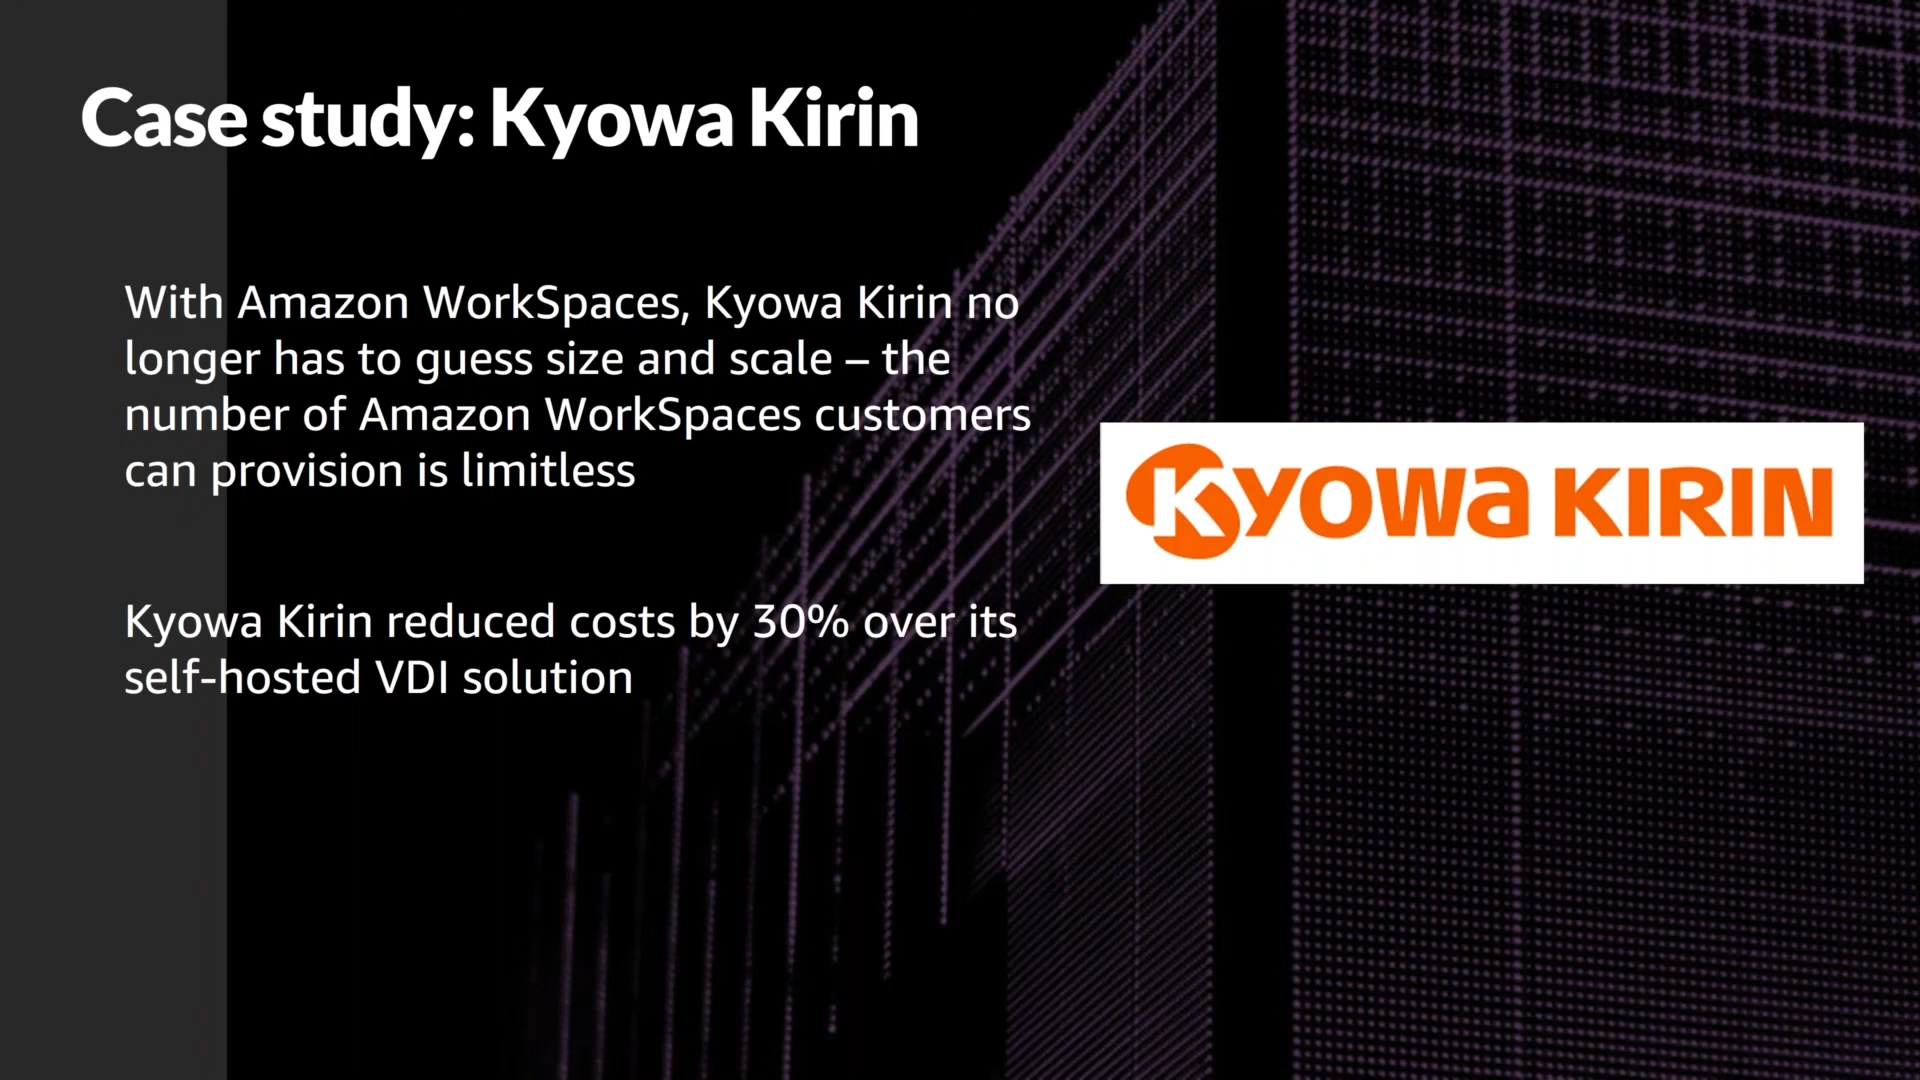 Case study: Kyowa Kirin
With Amazon WorkSpaces, Kyowa Kirin no
longer has to guess size and scale – the
number of Amazon WorkSpaces customers
can provision is limitless
KYOWA KIRIN
Kyowa Kirin reduced costs by 30% over its
self-hosted VDI solution